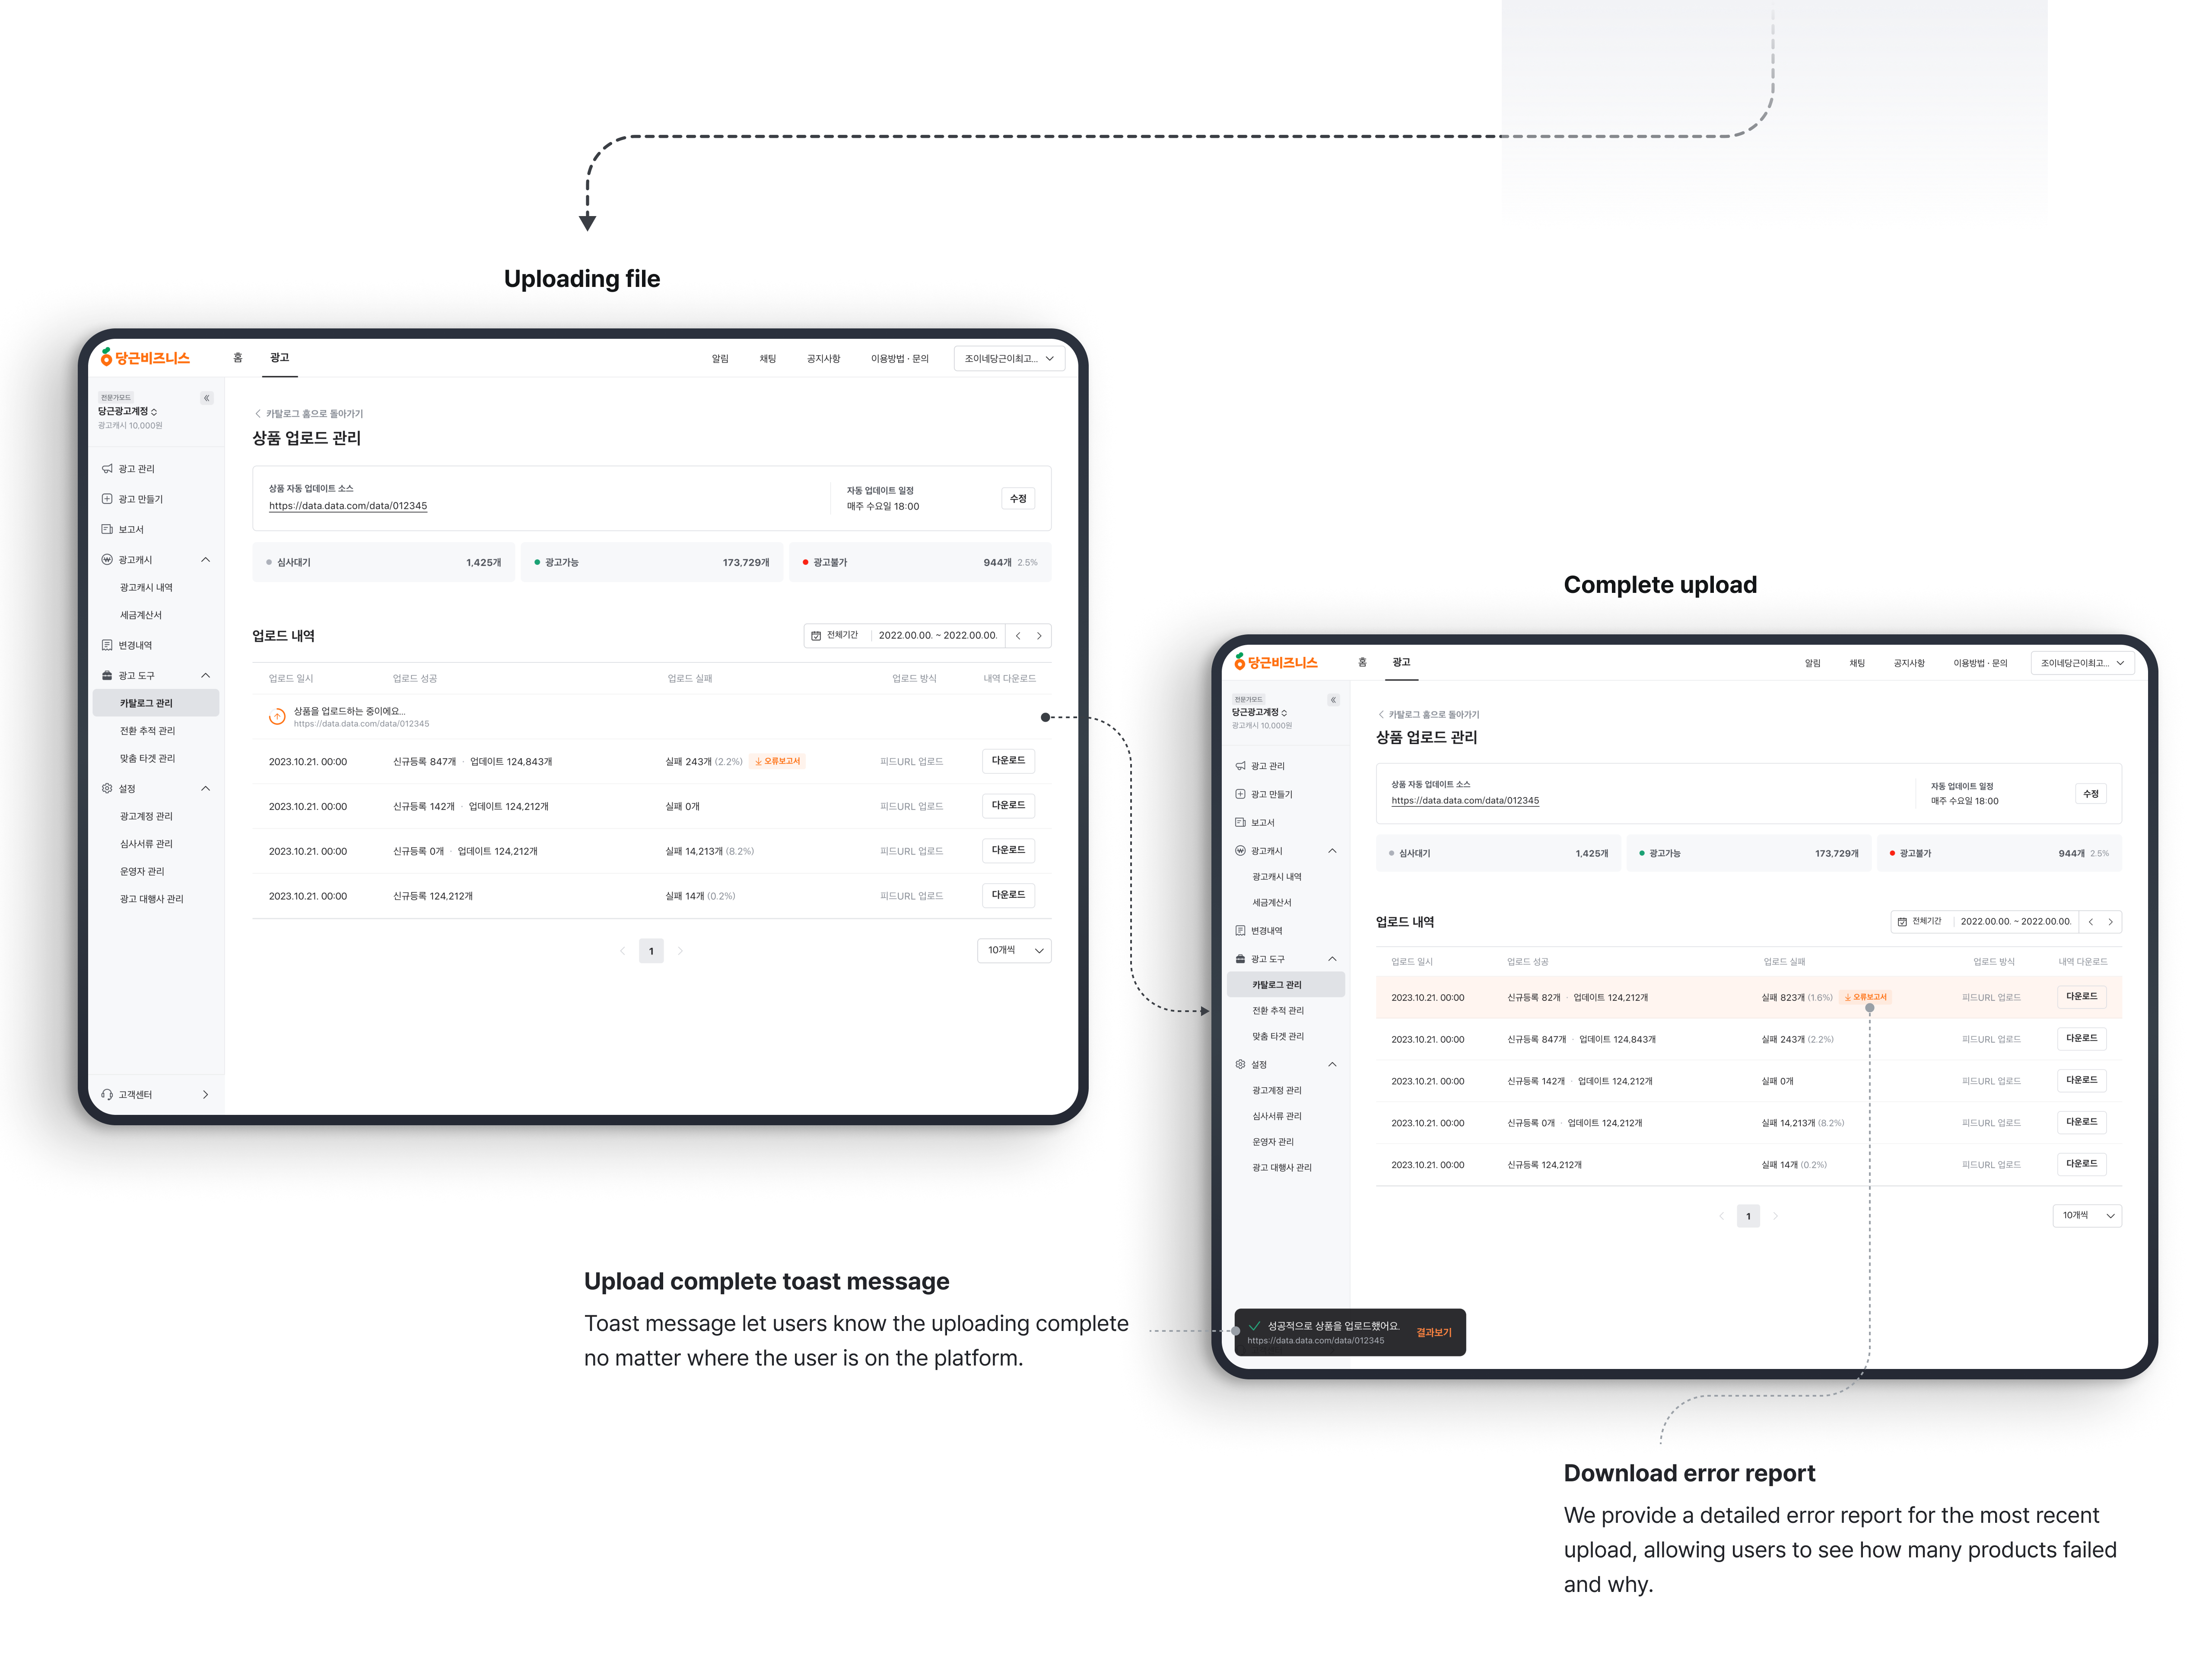 Uploading file
당근비즈니스
홈 광고
알림 채팅 공지사항 이용방법 · 문의 조이네당근이최고...
전문가모드
당근광고계정
광고캐시 10,000원
광고 관리
광고 만들기
보고서
광고캐시
광고캐시 내역
세금계산서
변경내역
광고 도구
카탈로그 관리
전환 추적 관리
맞춤 타겟 관리
설정
광고계정 관리
심사서류 관리
운영자 관리
광고 대행사 관리
고객센터
카탈로그 홈으로 돌아가기
상품 업로드 관리
상품 자동 업데이트 소스
https://data.data.com/data/012345
자동 업데이트 일정
매주 수요일 18:00
수정
심사대기 1,425개
광고가능 173,729개
광고불가 944개 2.5%
업로드 내역
전체기간 2022.00.00. ~ 2022.00.00.
업로드 일시 업로드 성공 업로드 실패 업로드 방식 내역 다운로드
상품을 업로드하는 중이에요...
https://data.data.com/data/012345
2023.10.21. 00:00 신규등록 847개 · 업데이트 124,843개 실패 243개 (2.2%) 오류보고서 피드URL 업로드 다운로드
2023.10.21. 00:00 신규등록 142개 · 업데이트 124,212개 실패 0개 피드URL 업로드 다운로드
2023.10.21. 00:00 신규등록 0개 · 업데이트 124,212개 실패 14,213개 (8.2%) 피드URL 업로드 다운로드
2023.10.21. 00:00 신규등록 124,212개 실패 14개 (0.2%) 피드URL 업로드 다운로드
1
10개씩
Complete upload
당근비즈니스
홈 광고
알림 채팅 공지사항 이용방법 · 문의 조이네당근이최고...
전문가모드
당근광고계정
광고캐시 10,000원
광고 관리
광고 만들기
보고서
광고캐시
광고캐시 내역
세금계산서
변경내역
광고 도구
카탈로그 관리
전환 추적 관리
맞춤 타겟 관리
설정
광고계정 관리
심사서류 관리
운영자 관리
광고 대행사 관리
카탈로그 홈으로 돌아가기
상품 업로드 관리
상품 자동 업데이트 소스
https://data.data.com/data/012345
자동 업데이트 일정
매주 수요일 18:00
수정
심사대기 1,425개
광고가능 173,729개
광고불가 944개 2.5%
업로드 내역
전체기간 2022.00.00. ~ 2022.00.00.
업로드 일시 업로드 성공 업로드 실패 업로드 방식 내역 다운로드
2023.10.21. 00:00 신규등록 82개 · 업데이트 124,212개 실패 823개 (1.6%) 오류보고서 피드URL 업로드 다운로드
2023.10.21. 00:00 신규등록 847개 · 업데이트 124,843개 실패 243개 (2.2%) 피드URL 업로드 다운로드
2023.10.21. 00:00 신규등록 142개 · 업데이트 124,212개 실패 0개 피드URL 업로드 다운로드
2023.10.21. 00:00 신규등록 0개 · 업데이트 124,212개 실패 14,213개 (8.2%) 피드URL 업로드 다운로드
2023.10.21. 00:00 신규등록 124,212개 실패 14개 (0.2%) 피드URL 업로드 다운로드
1
10개씩
성공적으로 상품을 업로드했어요.
https://data.data.com/data/012345
결과보기
Upload complete toast message
Toast message let users know the uploading complete
no matter where the user is on the platform.
Download error report
We provide a detailed error report for the most recent
upload, allowing users to see how many products failed
and why.